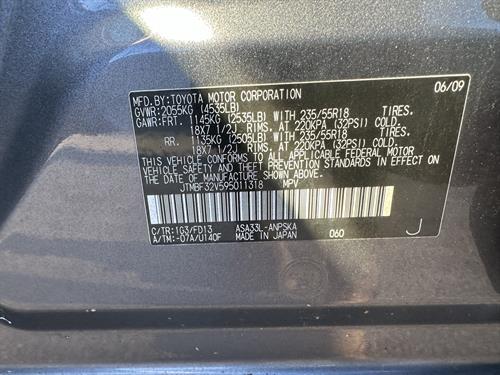 MFD.BY:TOYOTA MOTOR CORPORATION 06/09
GVWR: 2055KG (4535LB)
GAWR:FRT. 1145KG (2535LB) WITH 235/55R18 TIRES.
18X7 1/2J RIMS, AT 220KPA (32PSI) COLD.
RR. 1135KG (2505LB) WITH 235/55R18 TIRES.
18X7 1/2J RIMS, AT 220KPA (32PSI) COLD.
THIS VEHICLE CONFORMS TO ALL APPLICABLE FEDERAL MOTOR
VEHICLE SAFETY AND THEFT PREVENTION STANDARDS IN EFFECT
ON THE DATE OF MANUFACTURE SHOWN ABOVE.
JTMBF32V595011318 MPV
C/TR:1G3/FD13 ASA33L-ANPSKA
A/TM:-07A/U140F MADE IN JAPAN 060 J